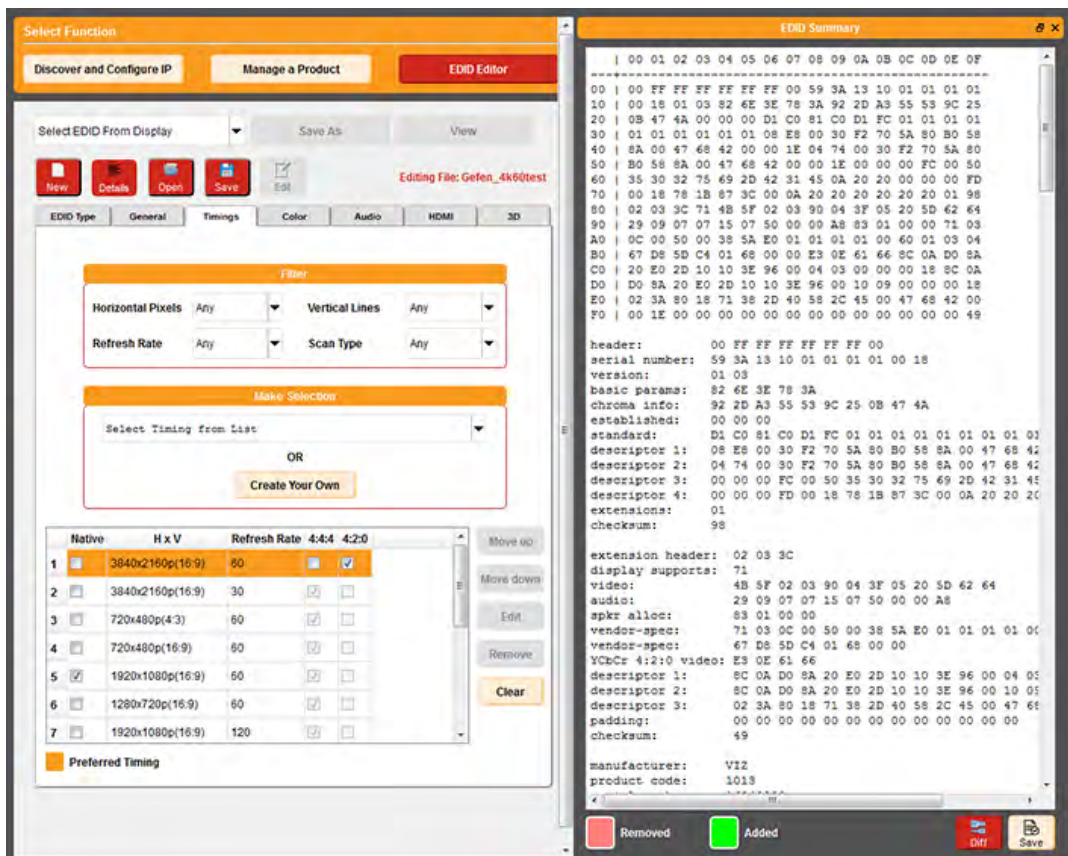 Select Function
Discover and Configure IP
Manage a Product
EDID Editor
Select EDID From Display
Save As
View
New
Details
Open
Save
Edit
Editing File: Gefen_4k60test
EDID Type
General
Timings
Color
Audio
HDMI
3D
Filter
Horizontal Pixels Any
Vertical Lines Any
Refresh Rate Any
Scan Type Any
Make Selection
Select Timing from List
OR
Create Your Own
Native H x V Refresh Rate 4:4:4 4:2:0
1 3840x2160p(16:9) 60
2 3840x2160p(16:9) 30
3 720x480p(4:3) 60
4 720x480p(16:9) 60
5 1920x1080p(16:9) 60
6 1280x720p(16:9) 60
7 1920x1080p(16:9) 120
Move up
Move down
Edit
Remove
Clear
Preferred Timing
EDID Summary
| 00 01 02 03 04 05 06 07 08 09 0A 0B 0C 0D 0E 0F
00 | 00 FF FF FF FF FF FF 00 59 3A 13 10 01 01 01 01
10 | 00 18 01 03 82 6E 3E 78 3A 92 2D A3 55 53 9C 25
20 | 0B 47 4A 00 00 00 D1 C0 81 C0 D1 FC 01 01 01 01
30 | 01 01 01 01 01 01 08 E8 00 30 F2 70 5A 80 B0 58
40 | 8A 00 47 68 42 00 00 1E 04 74 00 30 F2 70 5A 80
50 | B0 58 8A 00 47 68 42 00 00 1E 00 00 00 FC 00 50
60 | 35 30 32 75 69 2D 42 31 45 0A 20 20 00 00 00 FD
70 | 00 18 78 1B 87 3C 00 0A 20 20 20 20 20 20 01 98
80 | 02 03 3C 71 4B 5F 02 03 90 04 3F 05 20 5D 62 64
90 | 29 09 07 07 15 07 50 00 00 A8 83 01 00 00 71 03
A0 | 0C 00 50 00 38 5A E0 01 01 01 01 00 60 01 03 04
B0 | 67 D8 5D C4 01 68 00 00 E3 0E 61 66 8C 0A D0 8A
C0 | 20 E0 2D 10 10 3E 96 00 04 03 00 00 00 18 8C 0A
D0 | D0 8A 20 E0 2D 10 10 3E 96 00 10 09 00 00 00 18
E0 | 02 3A 80 18 71 38 2D 40 58 2C 45 00 47 68 42 00
F0 | 00 1E 00 00 00 00 00 00 00 00 00 00 00 00 00 49
header: 00 FF FF FF FF FF FF 00
serial number: 59 3A 13 10 01 01 01 01 00 18
version: 01 03
basic params: 82 6E 3E 78 3A
chroma info: 92 2D A3 55 53 9C 25 0B 47 4A
established: 00 00 00
standard: D1 C0 81 C0 D1 FC 01 01 01 01 01 01 01 01 01
descriptor 1: 08 E8 00 30 F2 70 5A 80 B0 58 8A 00 47 68 42
descriptor 2: 04 74 00 30 F2 70 5A 80 B0 58 8A 00 47 68 42
descriptor 3: 00 00 00 FC 00 50 35 30 32 75 69 2D 42 31 45
descriptor 4: 00 00 00 FD 00 18 78 1B 87 3C 00 0A 20 20 20
extensions: 01
checksum: 98
extension header: 02 03 3C
display supports: 71
video: 4B 5F 02 03 90 04 3F 05 20 5D 62 64
audio: 29 09 07 07 15 07 50 00 00 A8
spkr alloc: 83 01 00 00
vendor-spec: 71 03 0C 00 50 00 38 5A E0 01 01 01 01 00
vendor-spec: 67 D8 5D C4 01 68 00 00
YCbCr 4:2:0 video: E3 0E 61 66
descriptor 1: 8C 0A D0 8A 20 E0 2D 10 10 3E 96 00 04 03
descriptor 2: 8C 0A D0 8A 20 E0 2D 10 10 3E 96 00 10 09
descriptor 3: 02 3A 80 18 71 38 2D 40 58 2C 45 00 47 68
padding: 00 00 00 00 00 00 00 00 00 00 00 00
checksum: 49
manufacturer: VIZ
product code: 1013
Removed
Added
Diff
Save